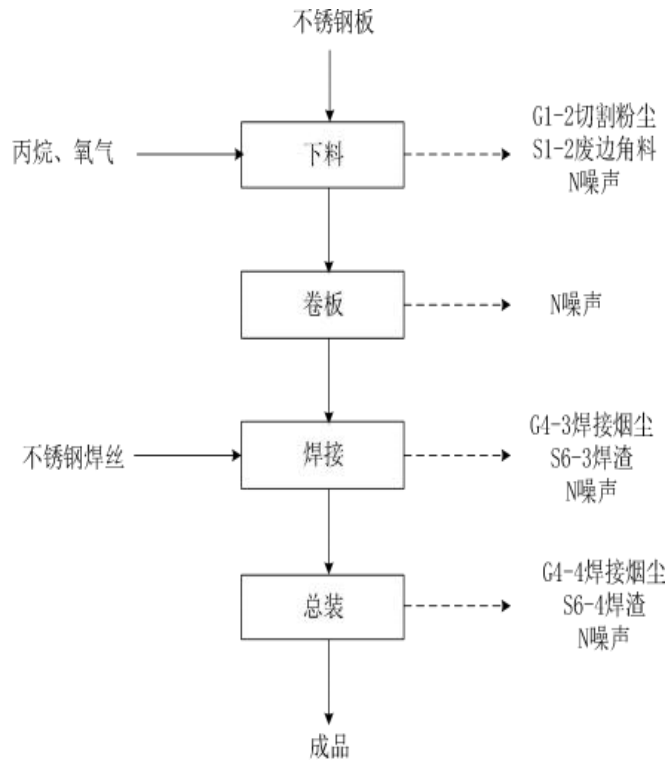 不锈钢板
丙烷、氧气
下料
G1-2切割粉尘
S1-2废边角料
N噪声
卷板
N噪声
不锈钢焊丝
焊接
G4-3焊接烟尘
S6-3焊渣
N噪声
总装
G4-4焊接烟尘
S6-4焊渣
N噪声
成品